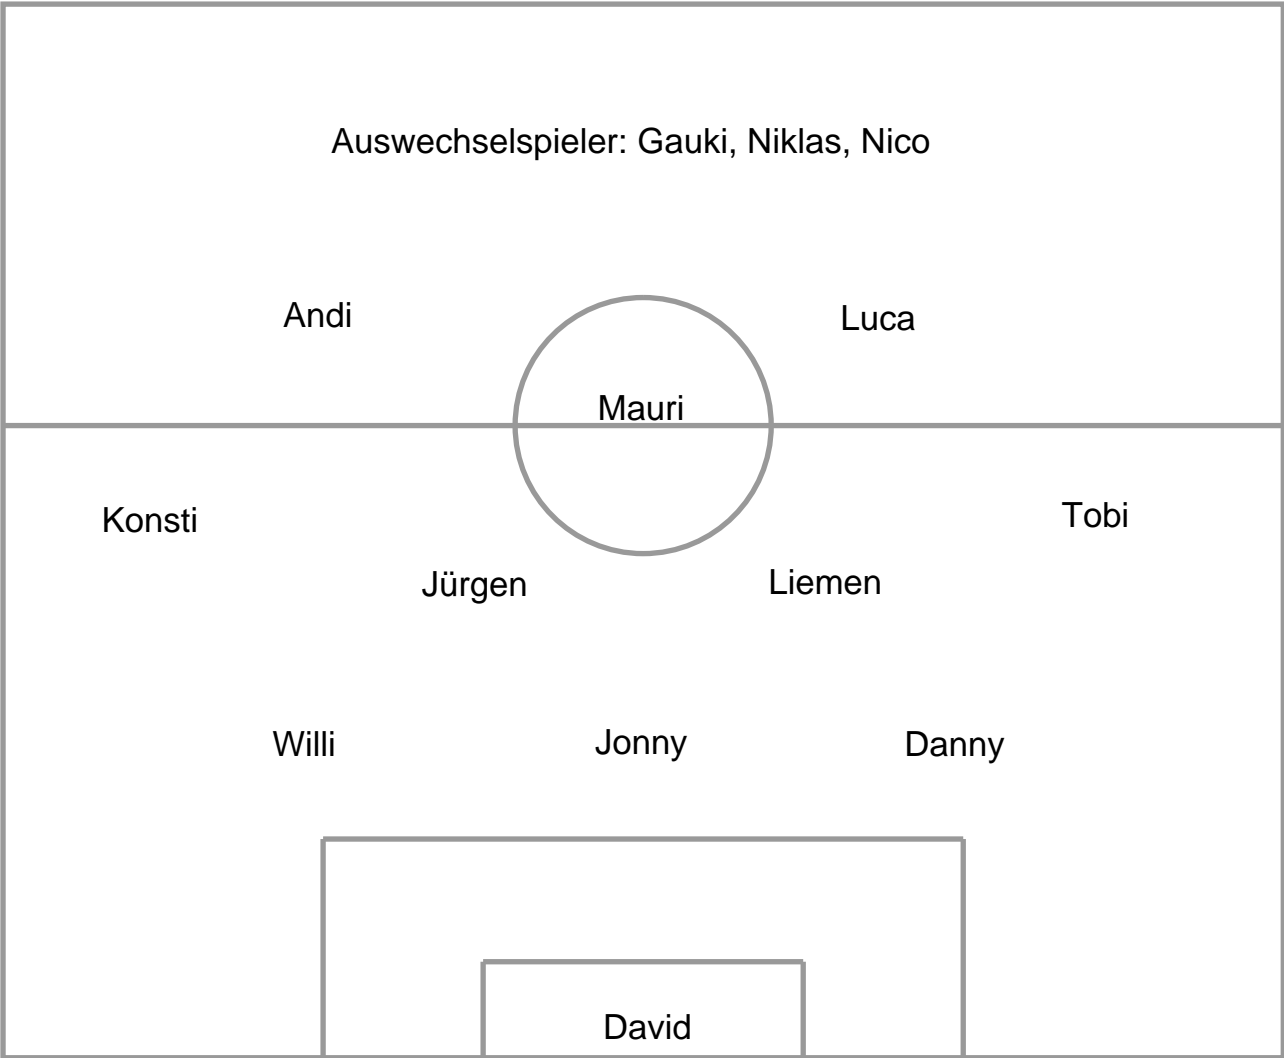 Auswechselspieler: Gauki, Niklas, Nico
Andi
Luca
Mauri
Konsti
Tobi
Jürgen
Liemen
Willi
Jonny
Danny
David